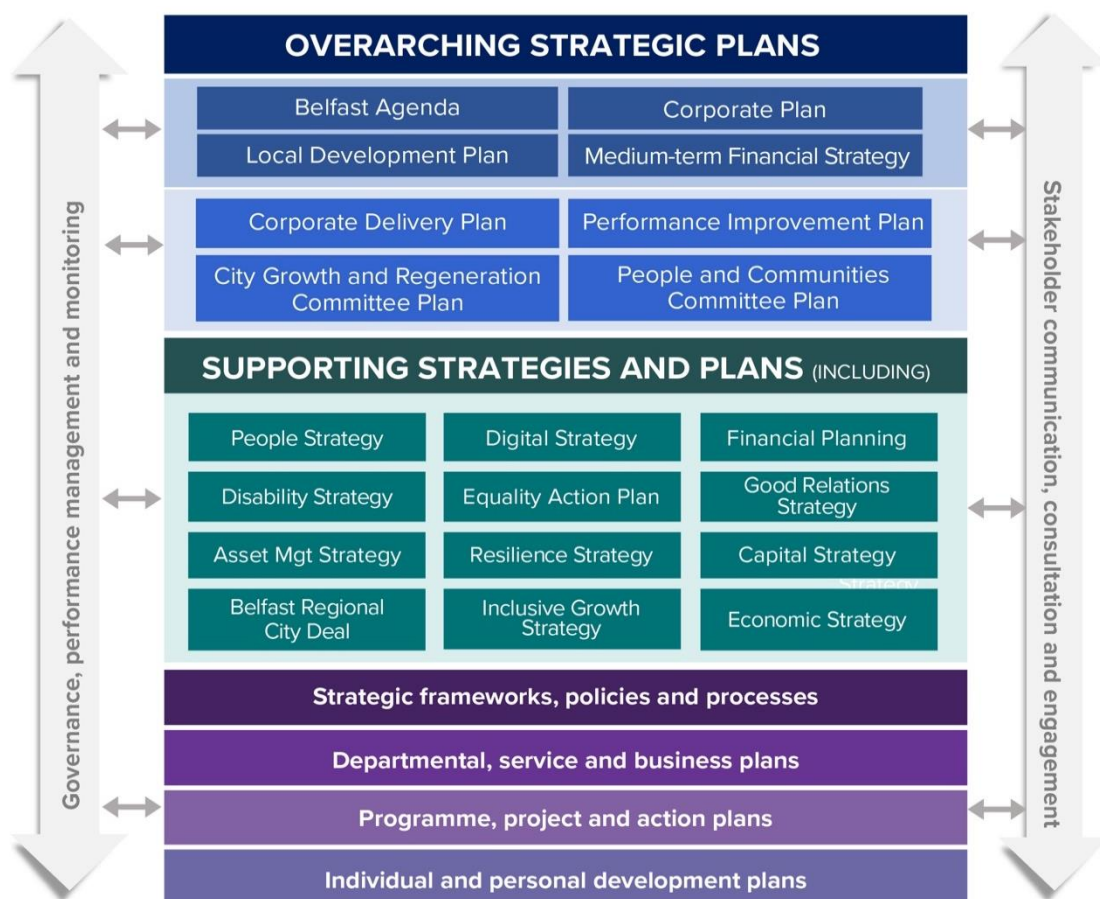 OVERARCHING STRATEGIC PLANS
Belfast Agenda
Corporate Plan
Local Development Plan
Medium-term Financial Strategy
Corporate Delivery Plan
Performance Improvement Plan
City Growth and Regeneration
Committee Plan
People and Communities
Committee Plan
SUPPORTING STRATEGIES AND PLANS (INCLUDING)
People Strategy
Digital Strategy
Financial Planning
Disability Strategy
Equality Action Plan
Good Relations
Strategy
Asset Mgt Strategy
Resilience Strategy
Capital Strategy
Strategy
Belfast Regional
City Deal
Inclusive Growth
Strategy
Economic Strategy
Strategic frameworks, policies and processes
Departmental, service and business plans
Programme, project and action plans
Individual and personal development plans
Governance, performance management and monitoring
Stakeholder communication, consultation and engagement